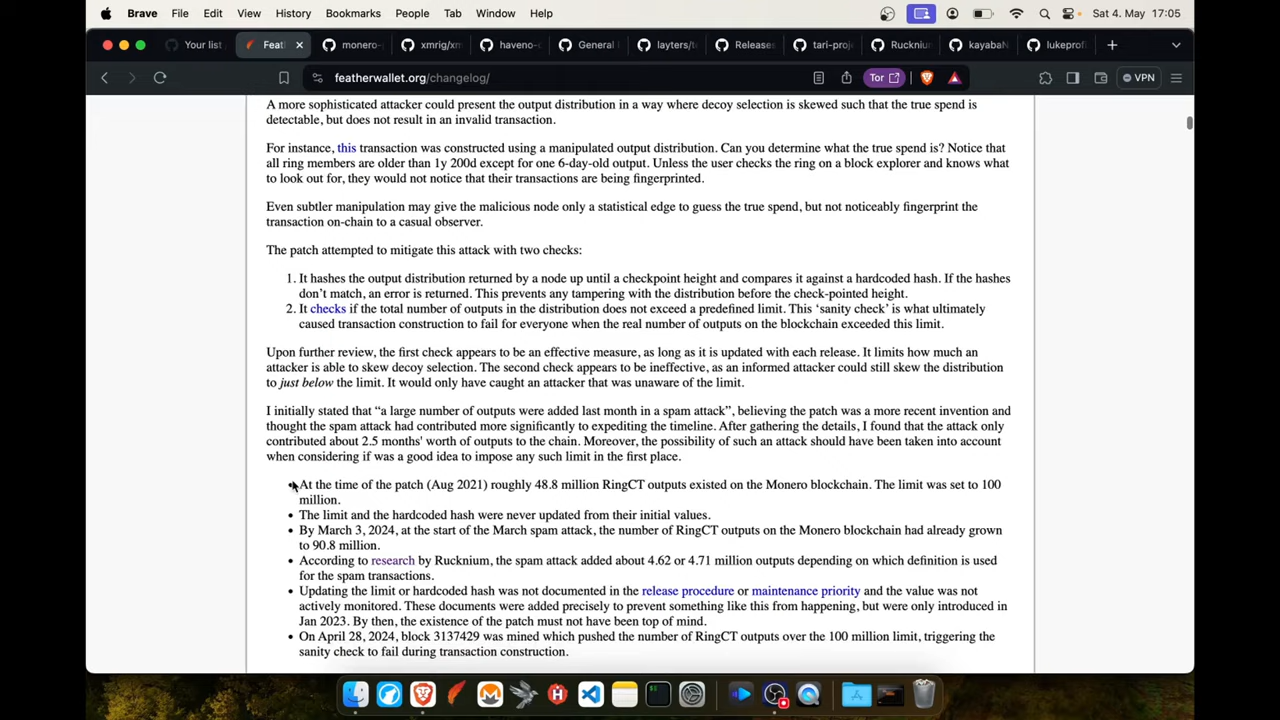 Brave File Edit View History Bookmarks People Tab Window Help Sat 4. May 17:05
Your list Feath monero- xmrig/xm haveno-d General layters/te Releases tari-proj Rucknium kayabaN lukeprofi
featherwallet.org/changelog/ Tor VPN
A more sophisticated attacker could present the output distribution in a way where decoy selection is skewed such that the true spend is
detectable, but does not result in an invalid transaction.
For instance, this transaction was constructed using a manipulated output distribution. Can you determine what the true spend is? Notice that
all ring members are older than 1y 200d except for one 6-day-old output. Unless the user checks the ring on a block explorer and knows what
to look out for, they would not notice that their transactions are being fingerprinted.
Even subtler manipulation may give the malicious node only a statistical edge to guess the true spend, but not noticeably fingerprint the
transaction on-chain to a casual observer.
The patch attempted to mitigate this attack with two checks:
1. It hashes the output distribution returned by a node up until a checkpoint height and compares it against a hardcoded hash. If the hashes
don't match, an error is returned. This prevents any tampering with the distribution before the check-pointed height.
2. It checks if the total number of outputs in the distribution does not exceed a predefined limit. This ‘sanity check’ is what ultimately
caused transaction construction to fail for everyone when the real number of outputs on the blockchain exceeded this limit.
Upon further review, the first check appears to be an effective measure, as long as it is updated with each release. It limits how much an
attacker is able to skew decoy selection. The second check appears to be ineffective, as an informed attacker could still skew the distribution
to just below the limit. It would only have caught an attacker that was unaware of the limit.
I initially stated that “a large number of outputs were added last month in a spam attack”, believing the patch was a more recent invention and
thought the spam attack had contributed more significantly to expediting the timeline. After gathering the details, I found that the attack only
contributed about 2.5 months' worth of outputs to the chain. Moreover, the possibility of such an attack should have been taken into account
when considering if was a good idea to impose any such limit in the first place.
• At the time of the patch (Aug 2021) roughly 48.8 million RingCT outputs existed on the Monero blockchain. The limit was set to 100
million.
• The limit and the hardcoded hash were never updated from their initial values.
• By March 3, 2024, at the start of the March spam attack, the number of RingCT outputs on the Monero blockchain had already grown
to 90.8 million.
• According to research by Rucknium, the spam attack added about 4.62 or 4.71 million outputs depending on which definition is used
for the spam transactions.
• Updating the limit or hardcoded hash was not documented in the release procedure or maintenance priority and the value was not
actively monitored. These documents were added precisely to prevent something like this from happening, but were only introduced in
Jan 2023. By then, the existence of the patch must not have been top of mind.
• On April 28, 2024, block 3137429 was mined which pushed the number of RingCT outputs over the 100 million limit, triggering the
sanity check to fail during transaction construction.